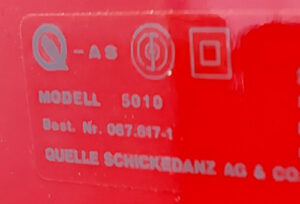 Q-AS
MODELL 5010
Best. Nr. 067.617-1
QUELLE SCHICKEDANZ AG & CO.